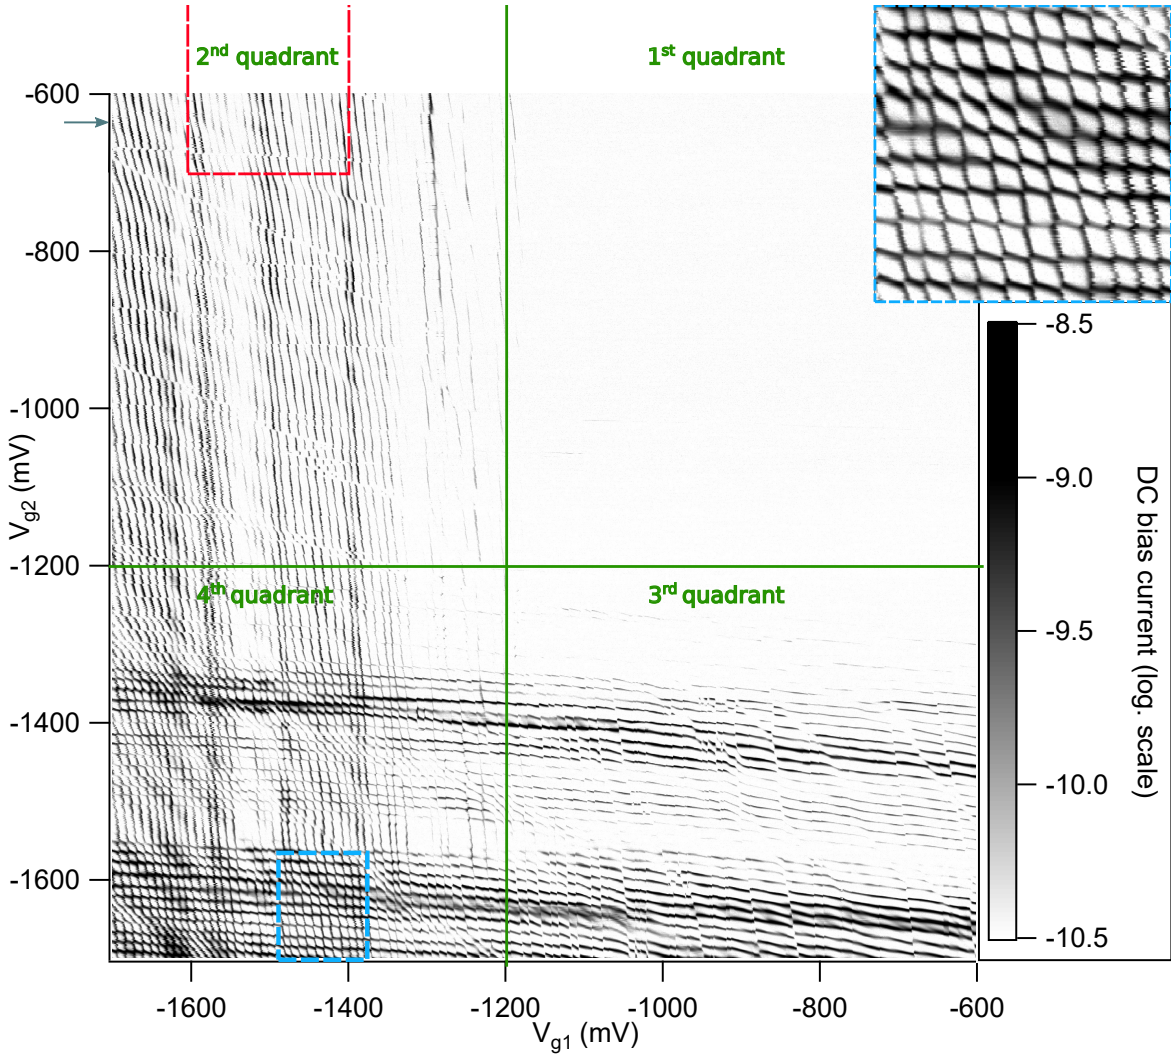 2nd quadrant
1st quadrant
-600
-800
-1000
-1200
-1400
-1600
Vg2 (mV)
4th quadrant
3rd quadrant
-8.5
-9.0
-9.5
-10.0
-10.5
DC bias current (log. scale)
-1600
-1400
-1200
-1000
-800
-600
Vg1 (mV)